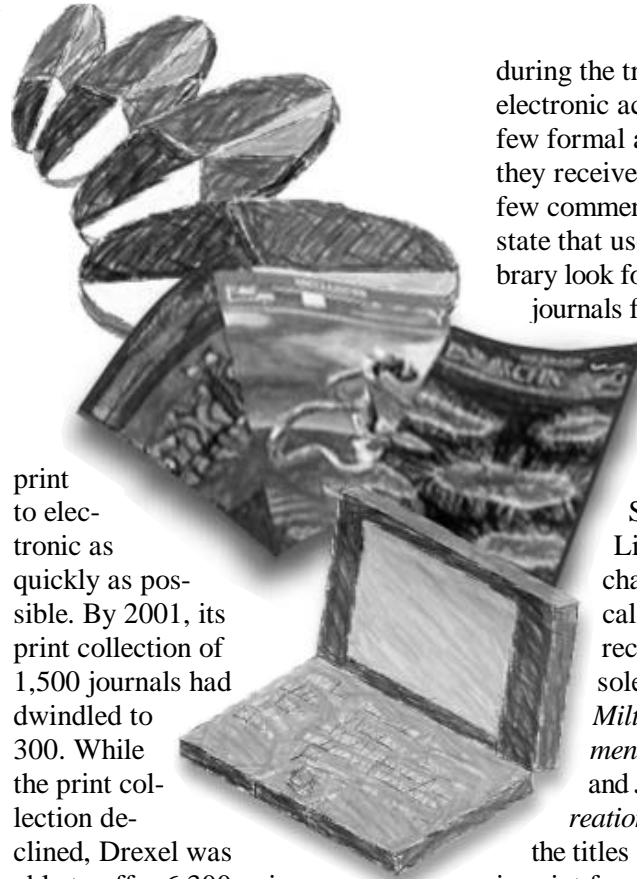 print
to elec-
tronic as
quickly as pos-
sible. By 2001, its
print collection of
1,500 journals had
dwindled to
300. While
the print col-
lection de-
clined, Drexel was
during the tr
electronic ac
few formal a
they receive
few commen
state that us
brary look fo
journals f
S
Li
cha
cal
rec
sole
Milt
men
and J
reation
the titles